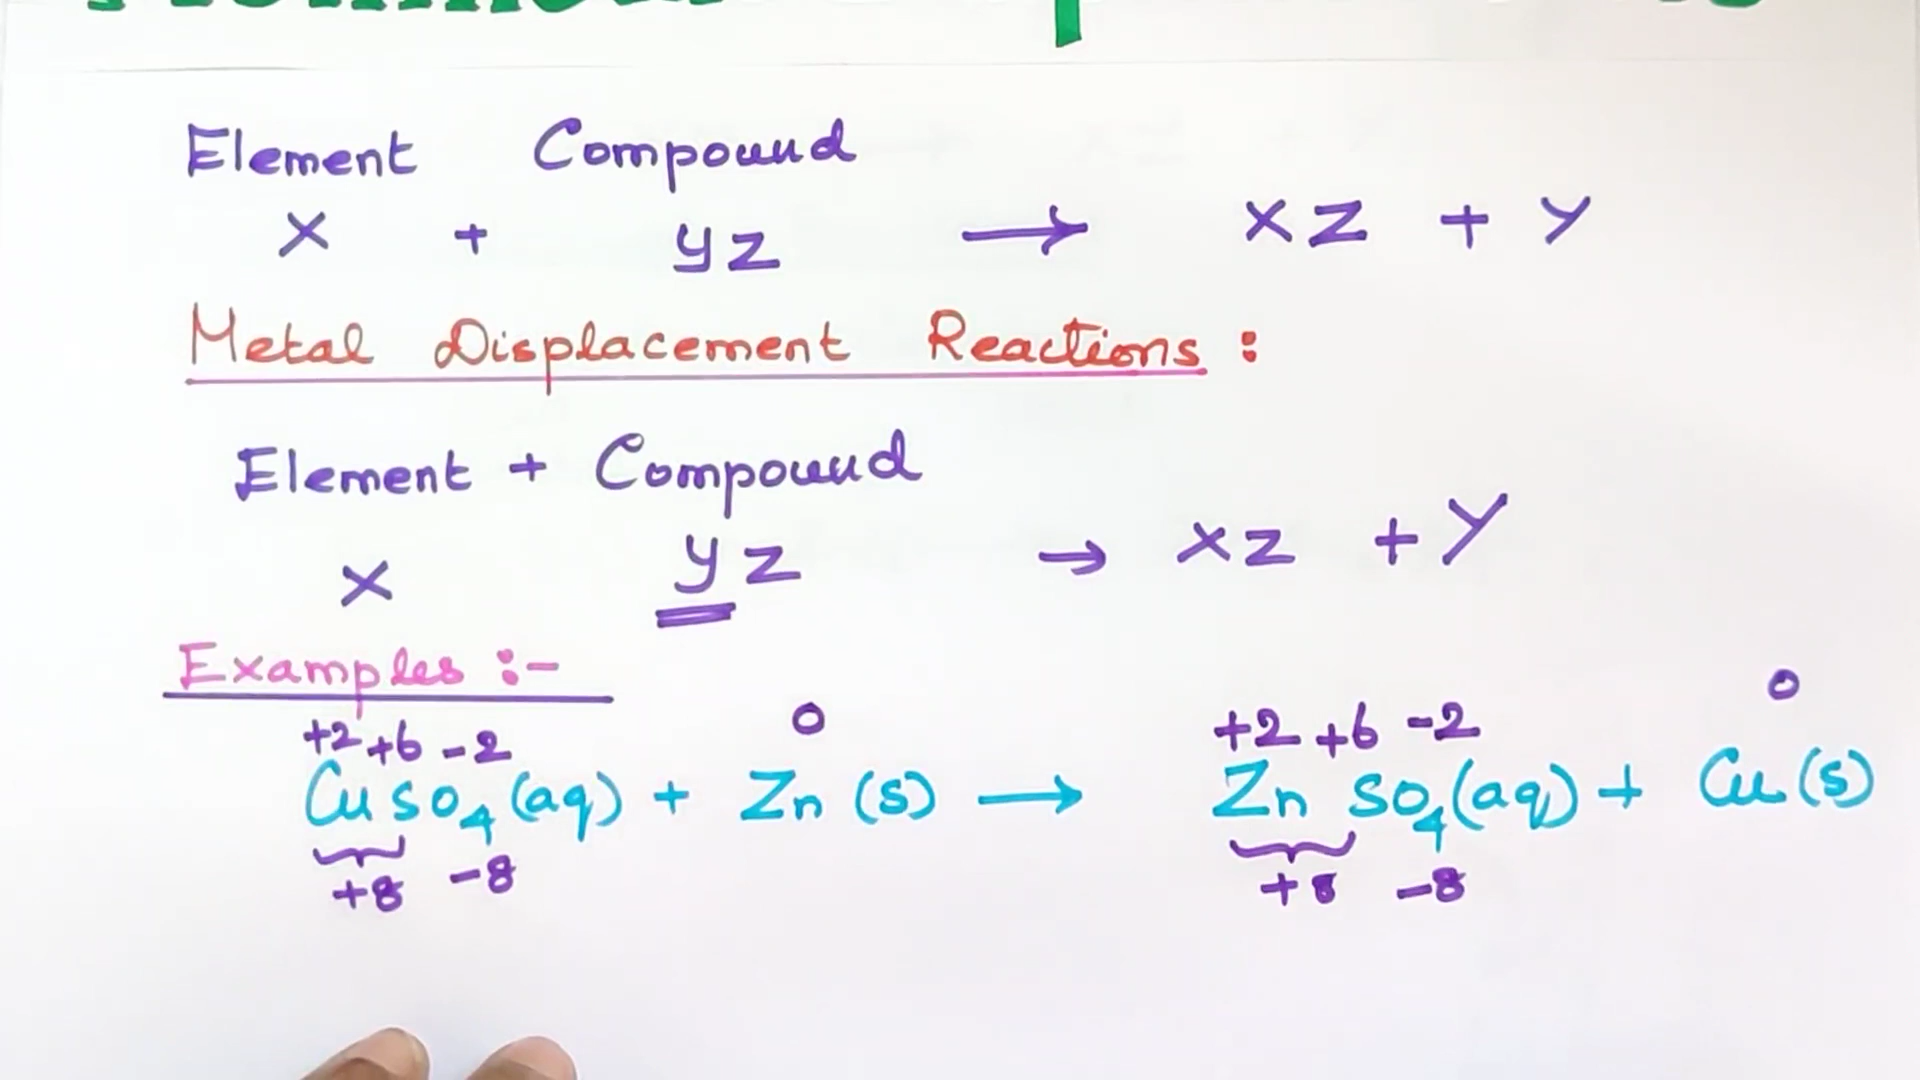 Element Compound
X + YZ → XZ + Y
Metal Displacement Reactions :
Element + Compound
X YZ → XZ + Y
Examples :-
+2 +6 -2 0 +2 +6 -2 0
CuSO₄(aq) + Zn (s) → ZnSO₄(aq) + Cu(s)
+8 -8 +8 -8